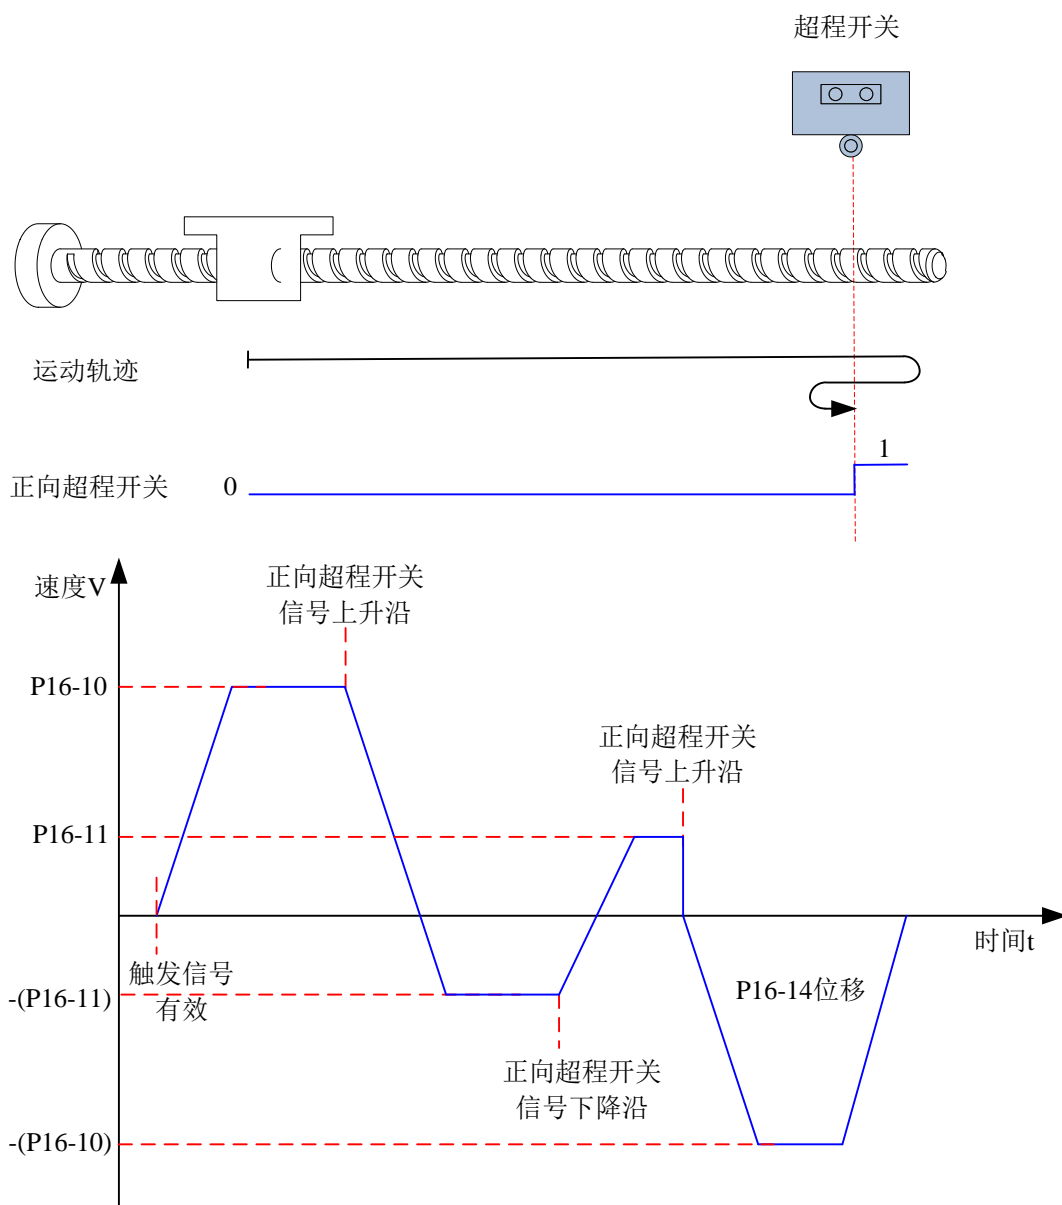 超程开关
运动轨迹
1
正向超程开关
0
正向超程开关
信号上升沿
速度V
P16-10
正向超程开关
信号上升沿
P16-11
时间t
触发信号
有效
-(P16-11)
P16-14位移
正向超程开关
信号下降沿
-(P16-10)